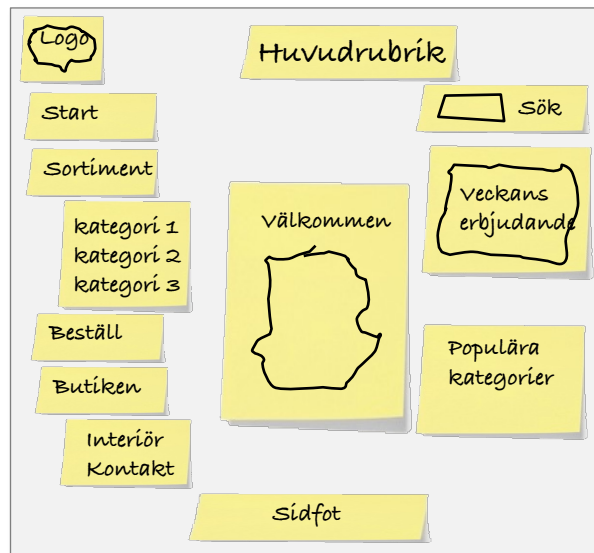 Logo
Huvudrubrik
Start
Sök
Sortiment
kategori 1
kategori 2
kategori 3
Beställ
Butiken
Interiör
Kontakt
Välkommen
Veckans
erbjudande
Populära
kategorier
Sidfot